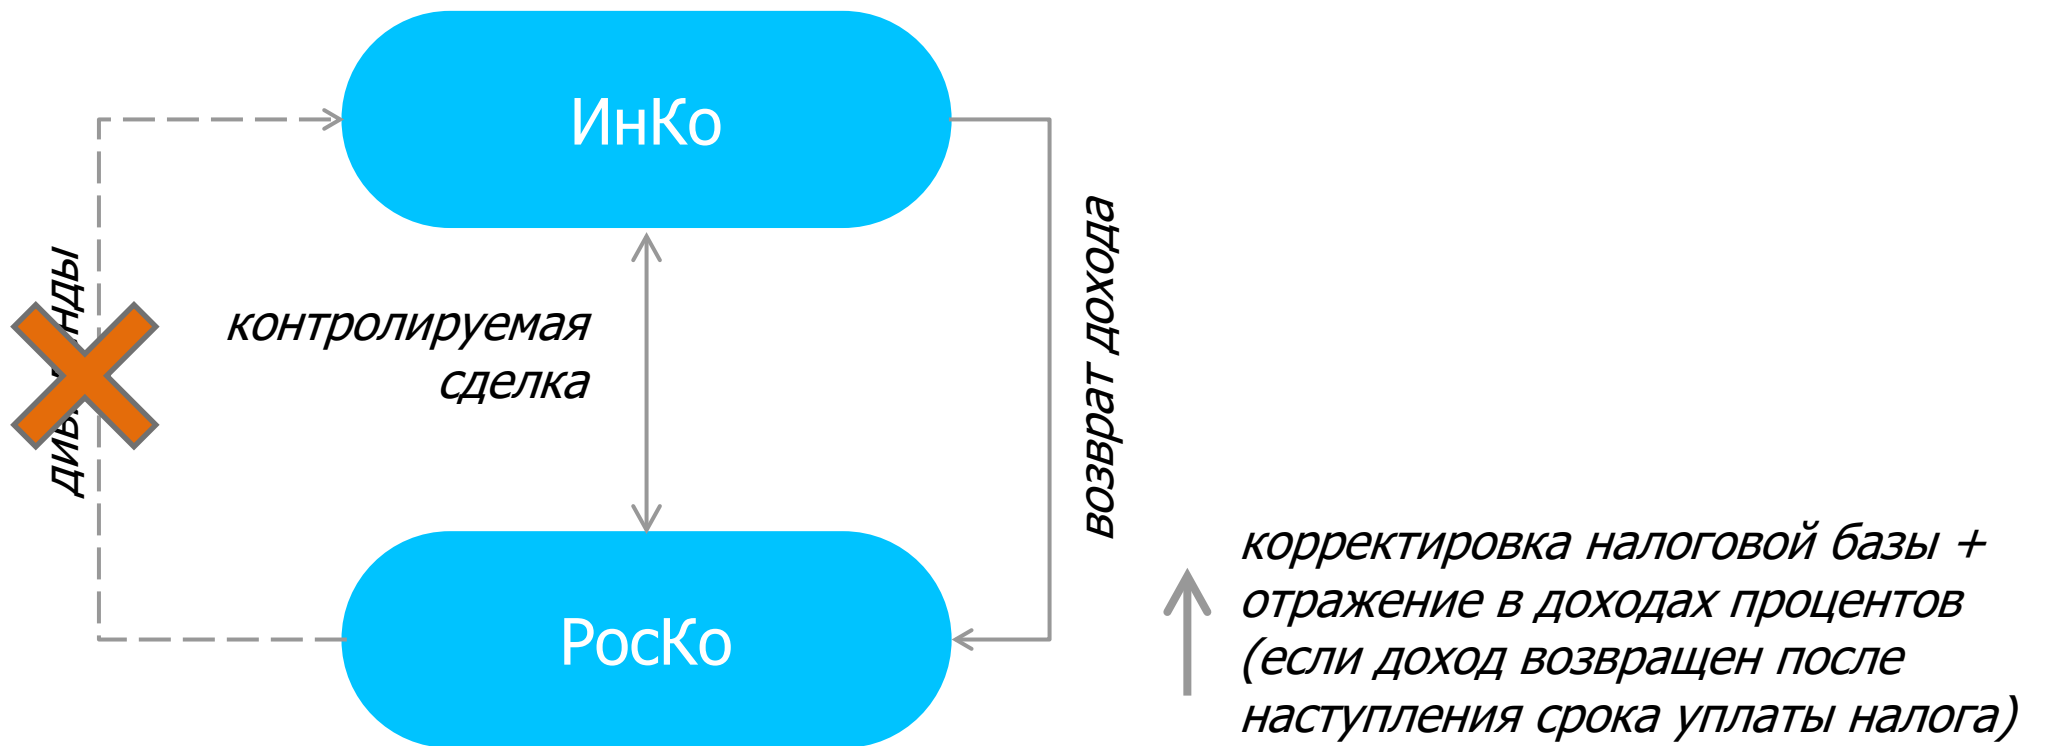 ИнКо
контролируемая
сделка
возврат дохода
РосКо
корректировка налоговой базы +
отражение в доходах процентов
(если доход возвращен после
наступления срока уплаты налога)